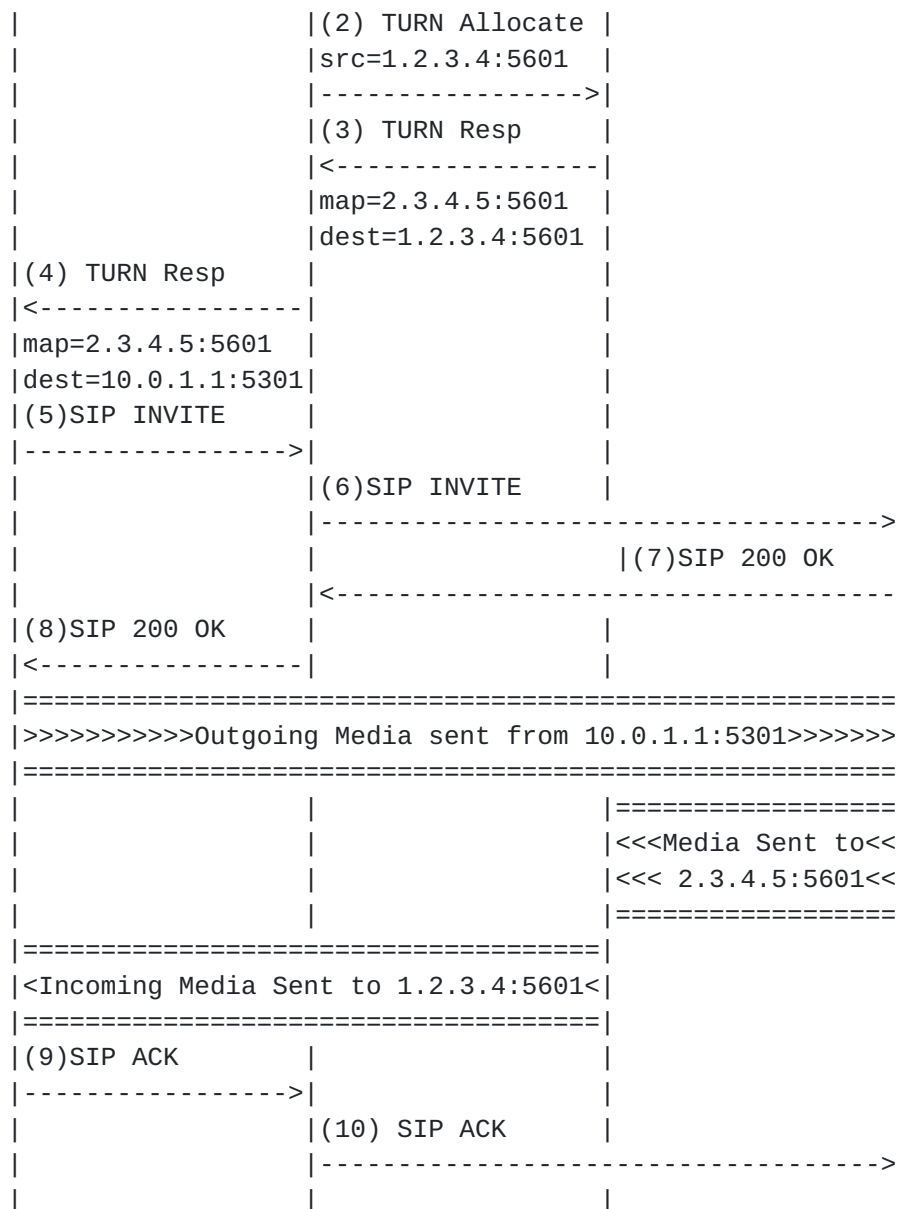 |                  |(2) TURN Allocate |
|                  |src=1.2.3.4:5601  |
|                  |----------------->|
|                  |(3) TURN Resp     |
|                  |<-----------------|
|                  |map=2.3.4.5:5601  |
|                  |dest=1.2.3.4:5601 |
|(4) TURN Resp     |                  |
|<-----------------|                  |
|map=2.3.4.5:5601  |                  |
|dest=10.0.1.1:5301|                  |
|(5)SIP INVITE     |                  |
|----------------->|                  |
|                  |(6)SIP INVITE     |
|                  |------------------------------------>
|                  |                   |(7)SIP 200 OK
|                  |<------------------------------------
|(8)SIP 200 OK     |                  |
|<-----------------|                  |
|========================================================
|>>>>>>>>>>>Outgoing Media sent from 10.0.1.1:5301>>>>>>>
|========================================================
|                  |                  |==================
|                  |                  |<<<Media Sent to<<
|                  |                  |<<< 2.3.4.5:5601<<
|                  |                  |==================
|=====================================|
|<Incoming Media Sent to 1.2.3.4:5601<|
|=====================================|
|(9)SIP ACK        |                  |
|----------------->|                  |
|                  |(10) SIP ACK      |
|                  |------------------------------------>
|                  |                  |